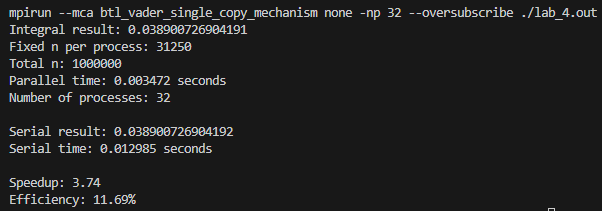 mpirun --mca btl_vader_single_copy_mechanism none -np 32 --oversubscribe ./lab_4.out
Integral result: 0.038900726904191
Fixed n per process: 31250
Total n: 1000000
Parallel time: 0.003472 seconds
Number of processes: 32
Serial result: 0.038900726904192
Serial time: 0.012985 seconds
Speedup: 3.74
Efficiency: 11.69%